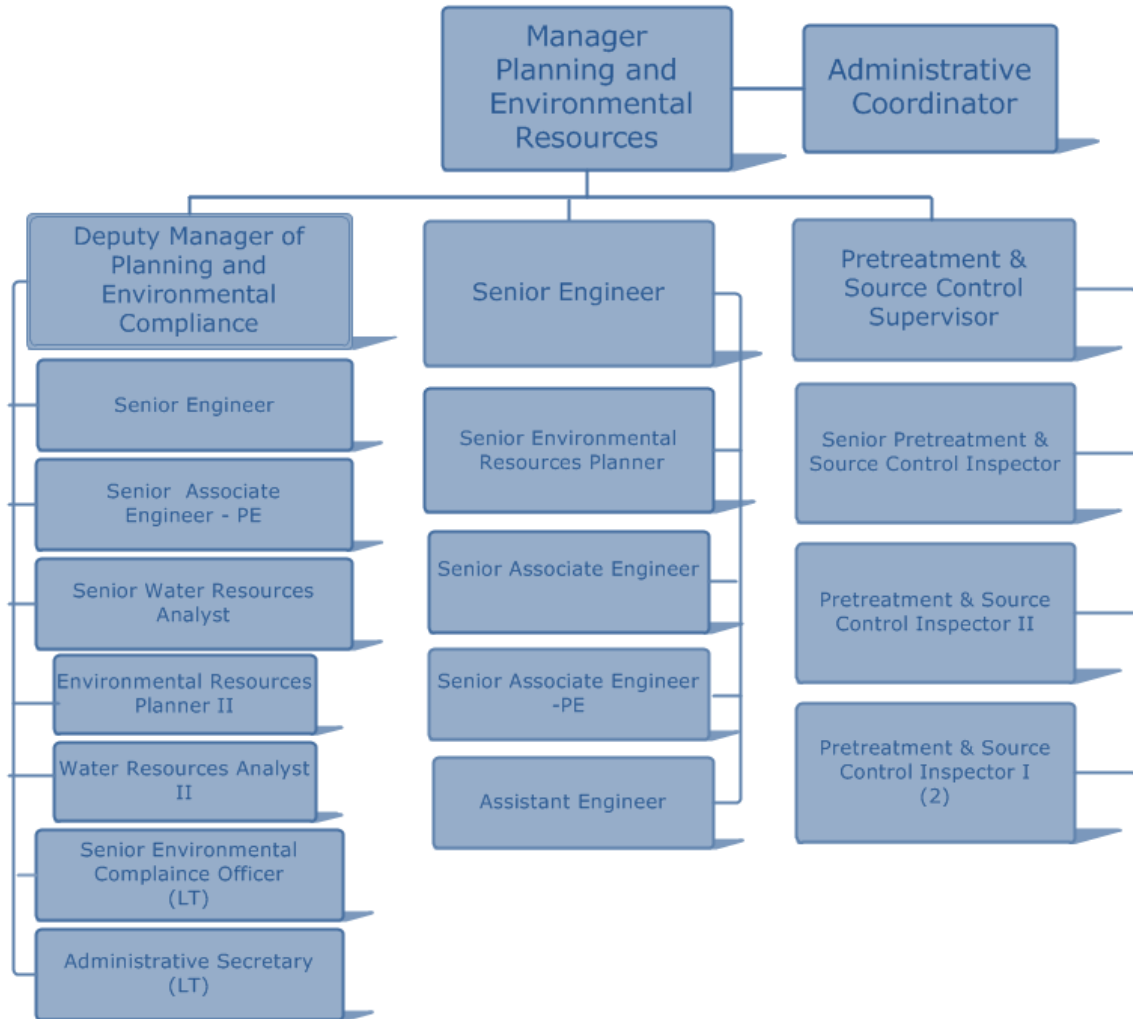 Manager
Planning and
Environmental
Resources
Administrative
Coordinator
Deputy Manager of
Planning and
Environmental
Compliance
Senior Engineer
Senior Associate
Engineer - PE
Senior Water Resources
Analyst
Environmental Resources
Planner II
Water Resources Analyst
II
Senior Environmental
Complaince Officer
(LT)
Administrative Secretary
(LT)
Senior Engineer
Senior Environmental
Resources Planner
Senior Associate Engineer
Senior Associate Engineer
-PE
Assistant Engineer
Pretreatment &
Source Control
Supervisor
Senior Pretreatment &
Source Control Inspector
Pretreatment & Source
Control Inspector II
Pretreatment & Source
Control Inspector I
(2)